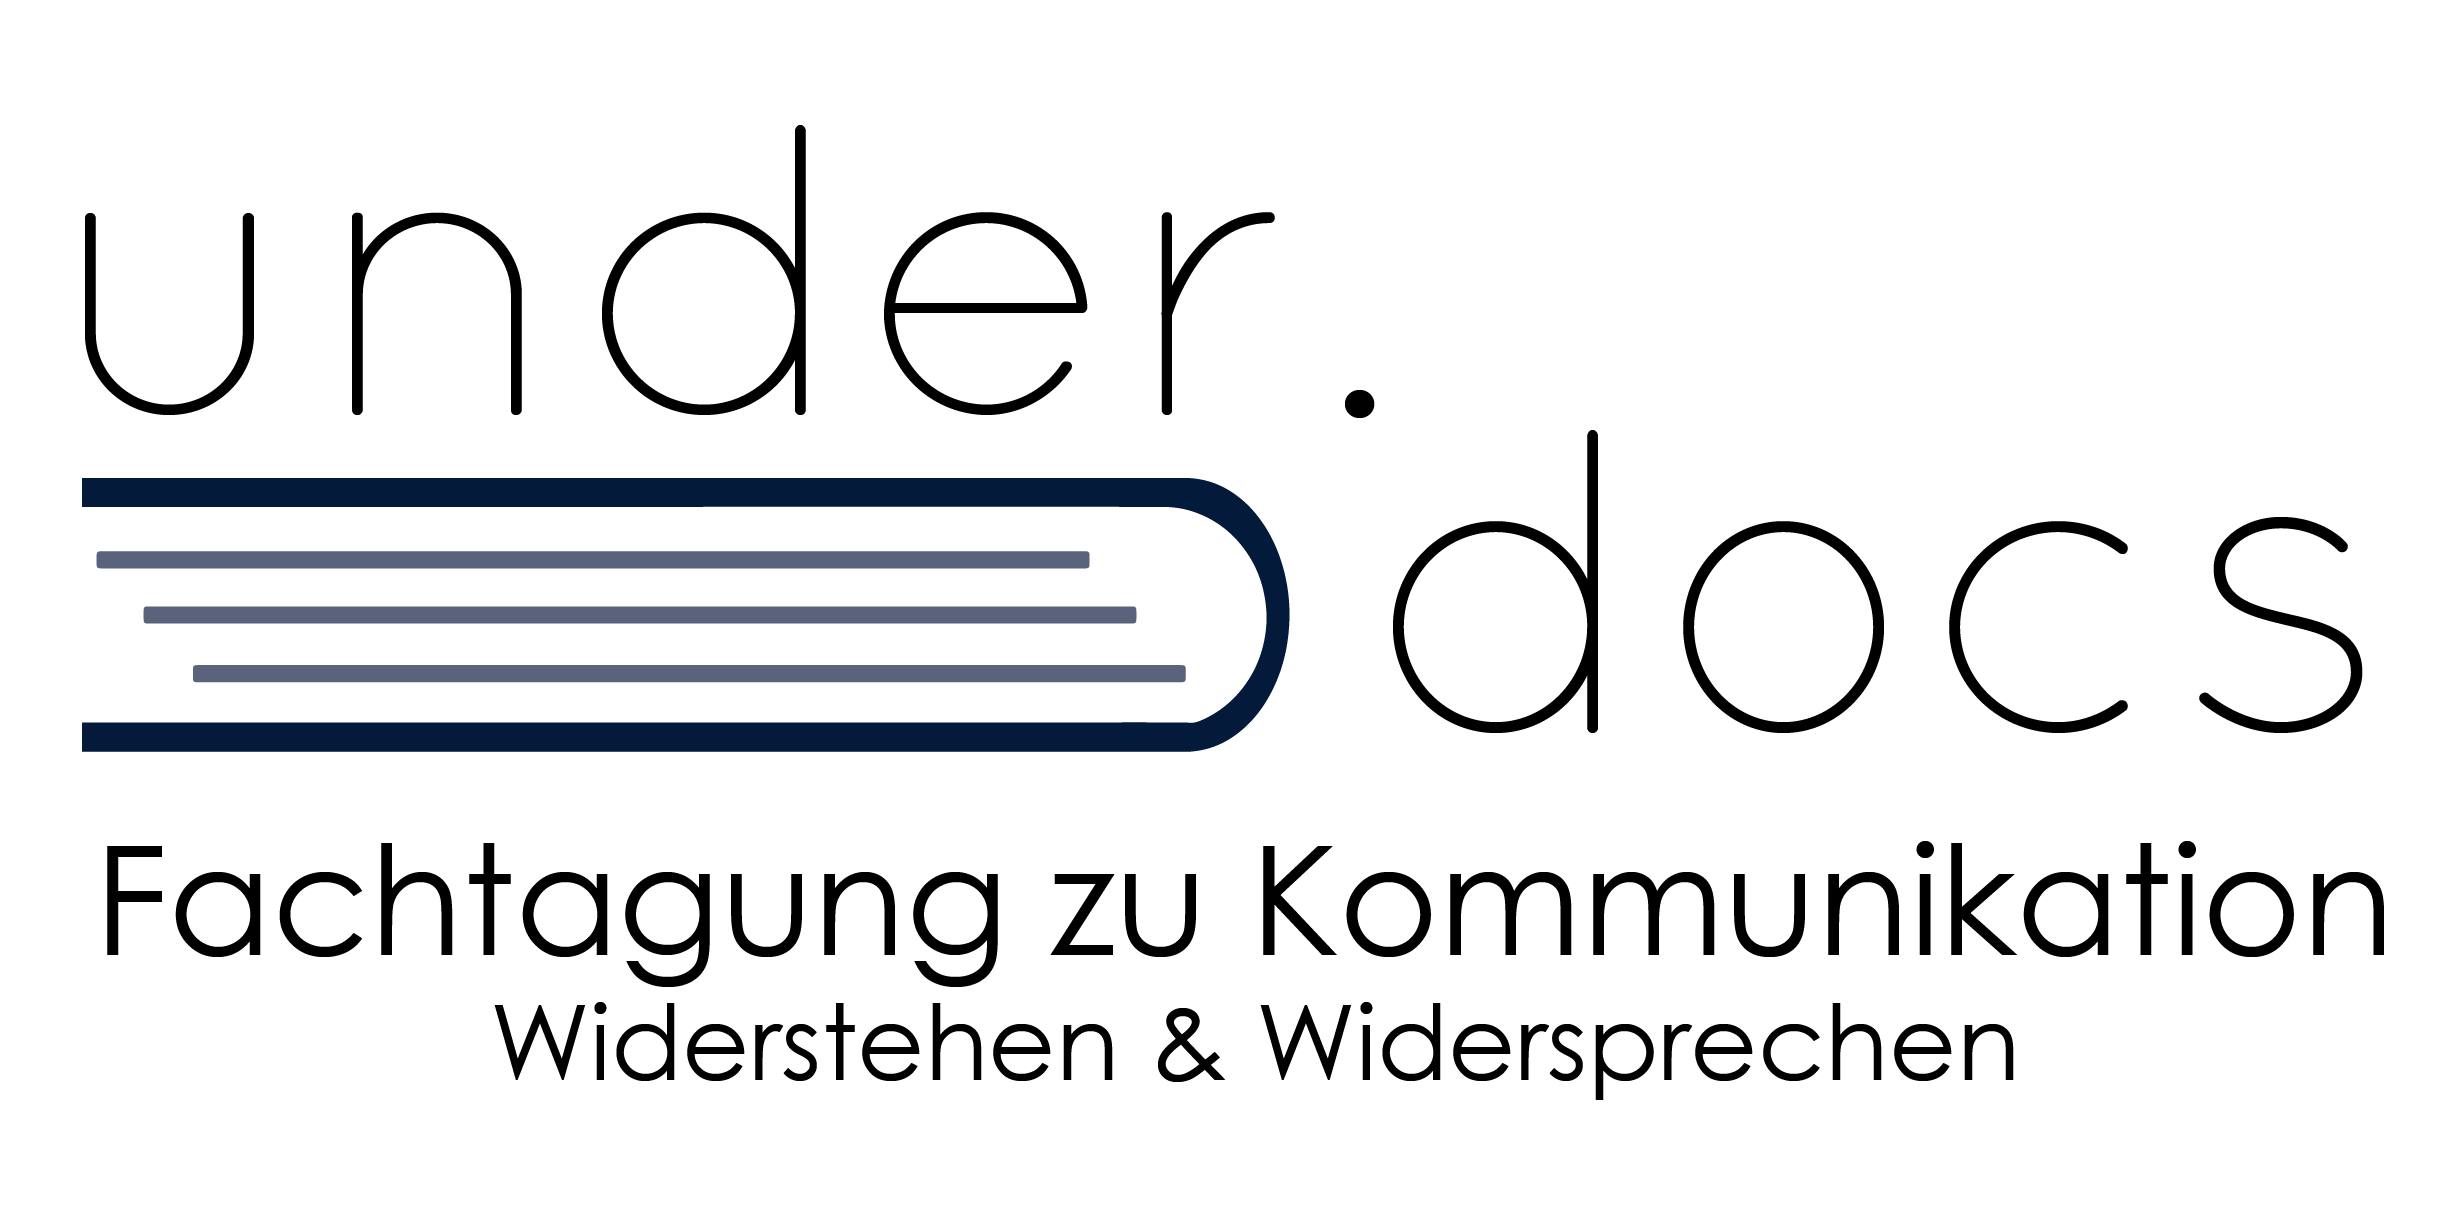 under.
docs
Fachtagung zu Kommunikation
Widerstehen & Widersprechen